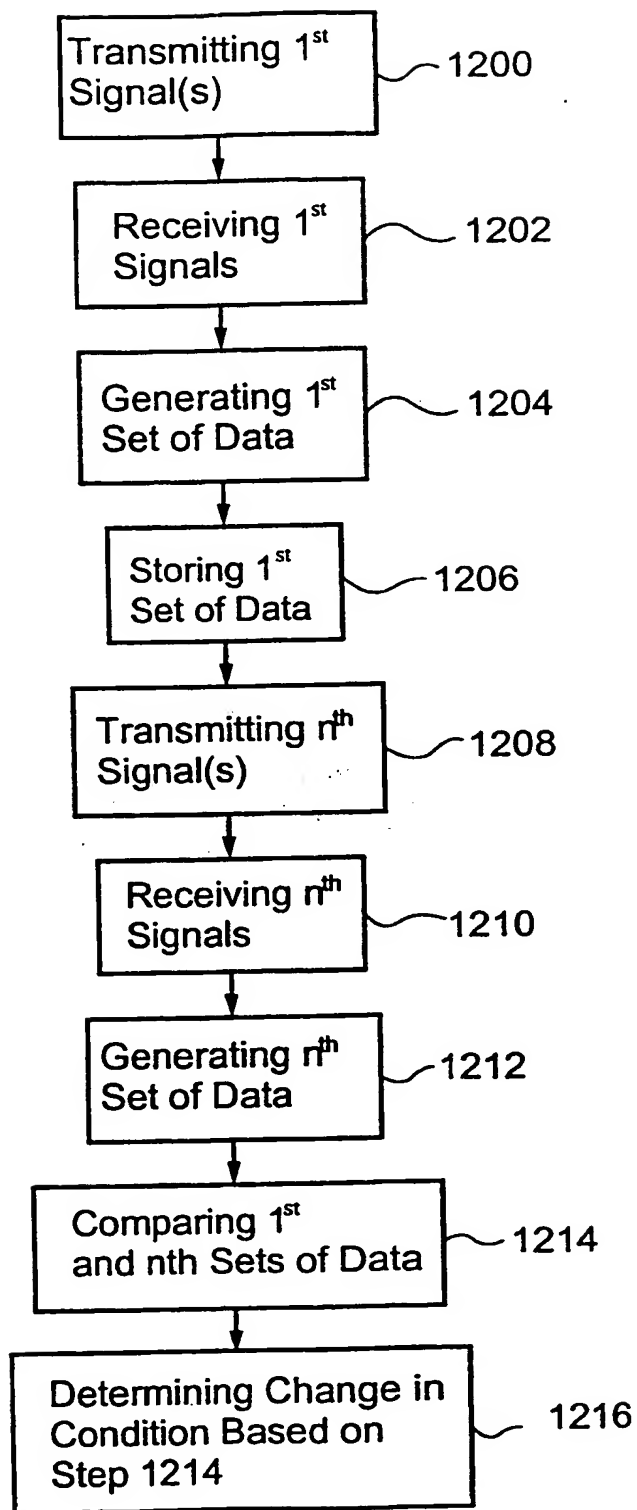 Transmitting 1st
Signal(s)
1200
Receiving 1st
Signals
1202
Generating 1st
Set of Data
1204
Storing 1st
Set of Data
1206
Transmitting nth
Signal(s)
1208
Receiving nth
Signals
1210
Generating nth
Set of Data
1212
Comparing 1st
and nth Sets of Data
1214
Determining Change in
Condition Based on
Step 1214
1216